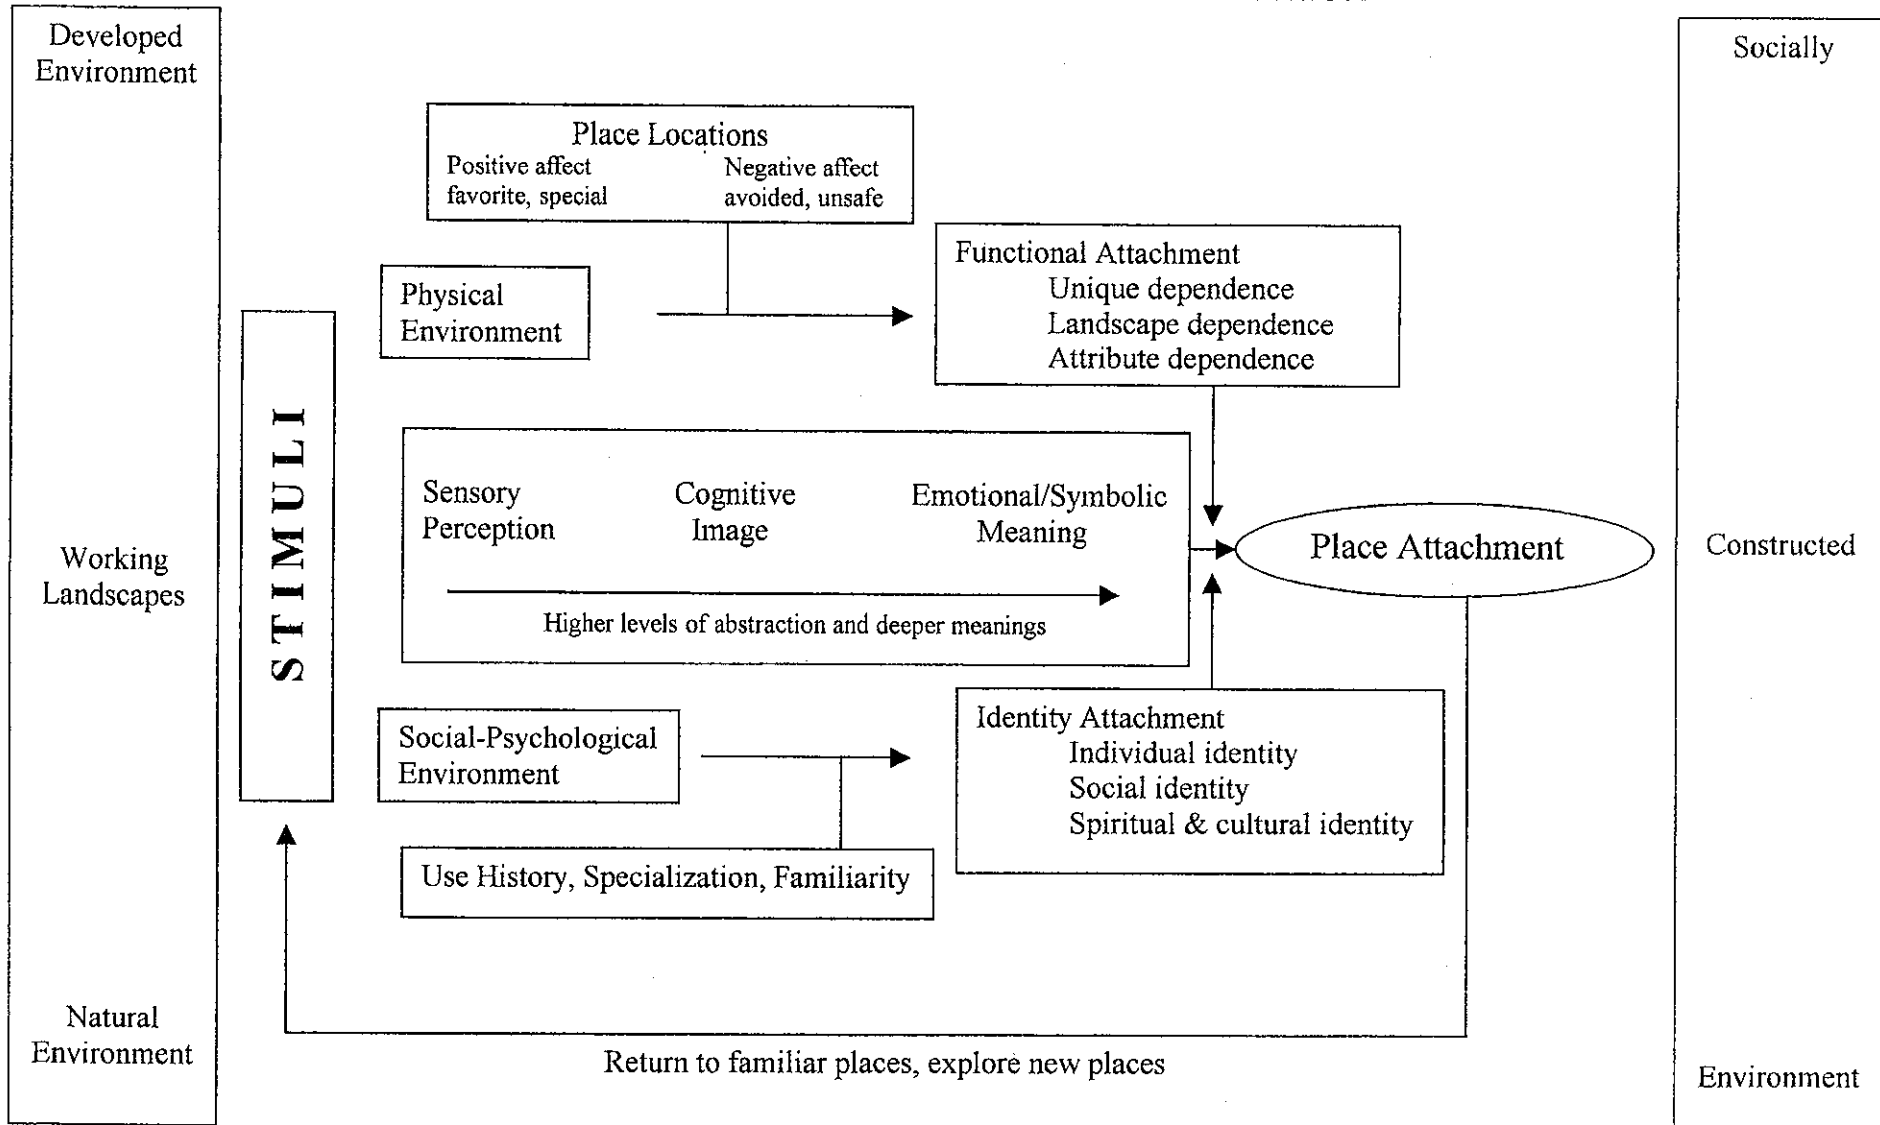 Developed
Environment
Working
Landscapes
Natural
Environment
STIMULI
Place Locations
Positive affect
favorite, special
Negative affect
avoided, unsafe
Physical
Environment
Functional Attachment
Unique dependence
Landscape dependence
Attribute dependence
Sensory
Perception
Cognitive
Image
Emotional/Symbolic
Meaning
Higher levels of abstraction and deeper meanings
Place Attachment
Social-Psychological
Environment
Identity Attachment
Individual identity
Social identity
Spiritual & cultural identity
Use History, Specialization, Familiarity
Return to familiar places, explore new places
Socially
Constructed
Environment